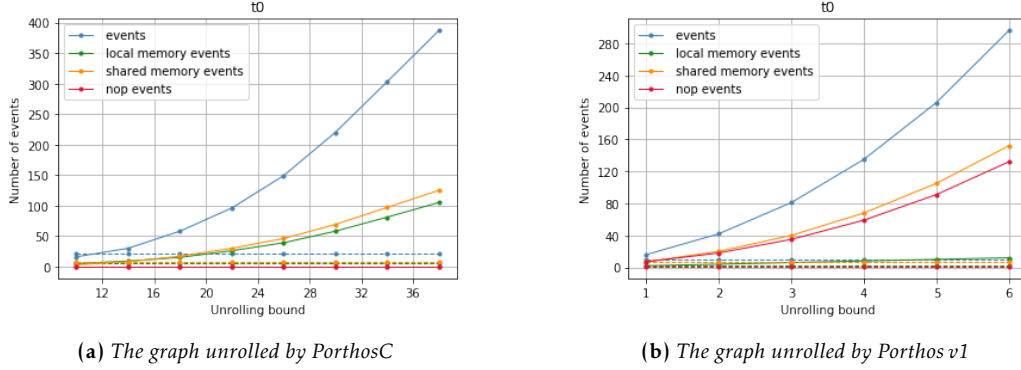 t0
Number of events
400
350
300
250
200
150
100
50
0
events
local memory events
shared memory events
nop events
12 16 20 24 28 32 36
Unrolling bound
(a) The graph unrolled by PorthosC
t0
Number of events
280
240
200
160
120
80
40
0
events
local memory events
shared memory events
nop events
1 2 3 4 5 6
Unrolling bound
(b) The graph unrolled by Porthos v1